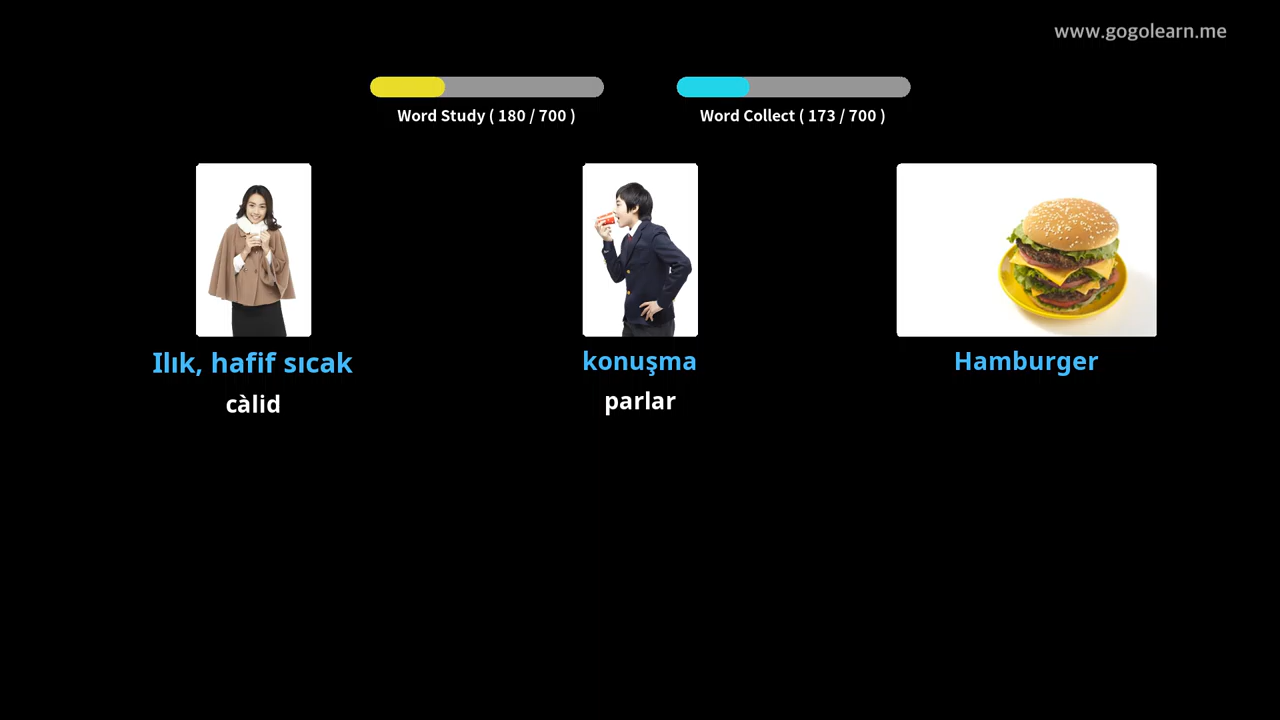 www.gogolearn.me
Word Study ( 180 / 700 )
Word Collect ( 173 / 700 )
Ilık, hafif sıcak
càlid
konuşma
parlar
Hamburger